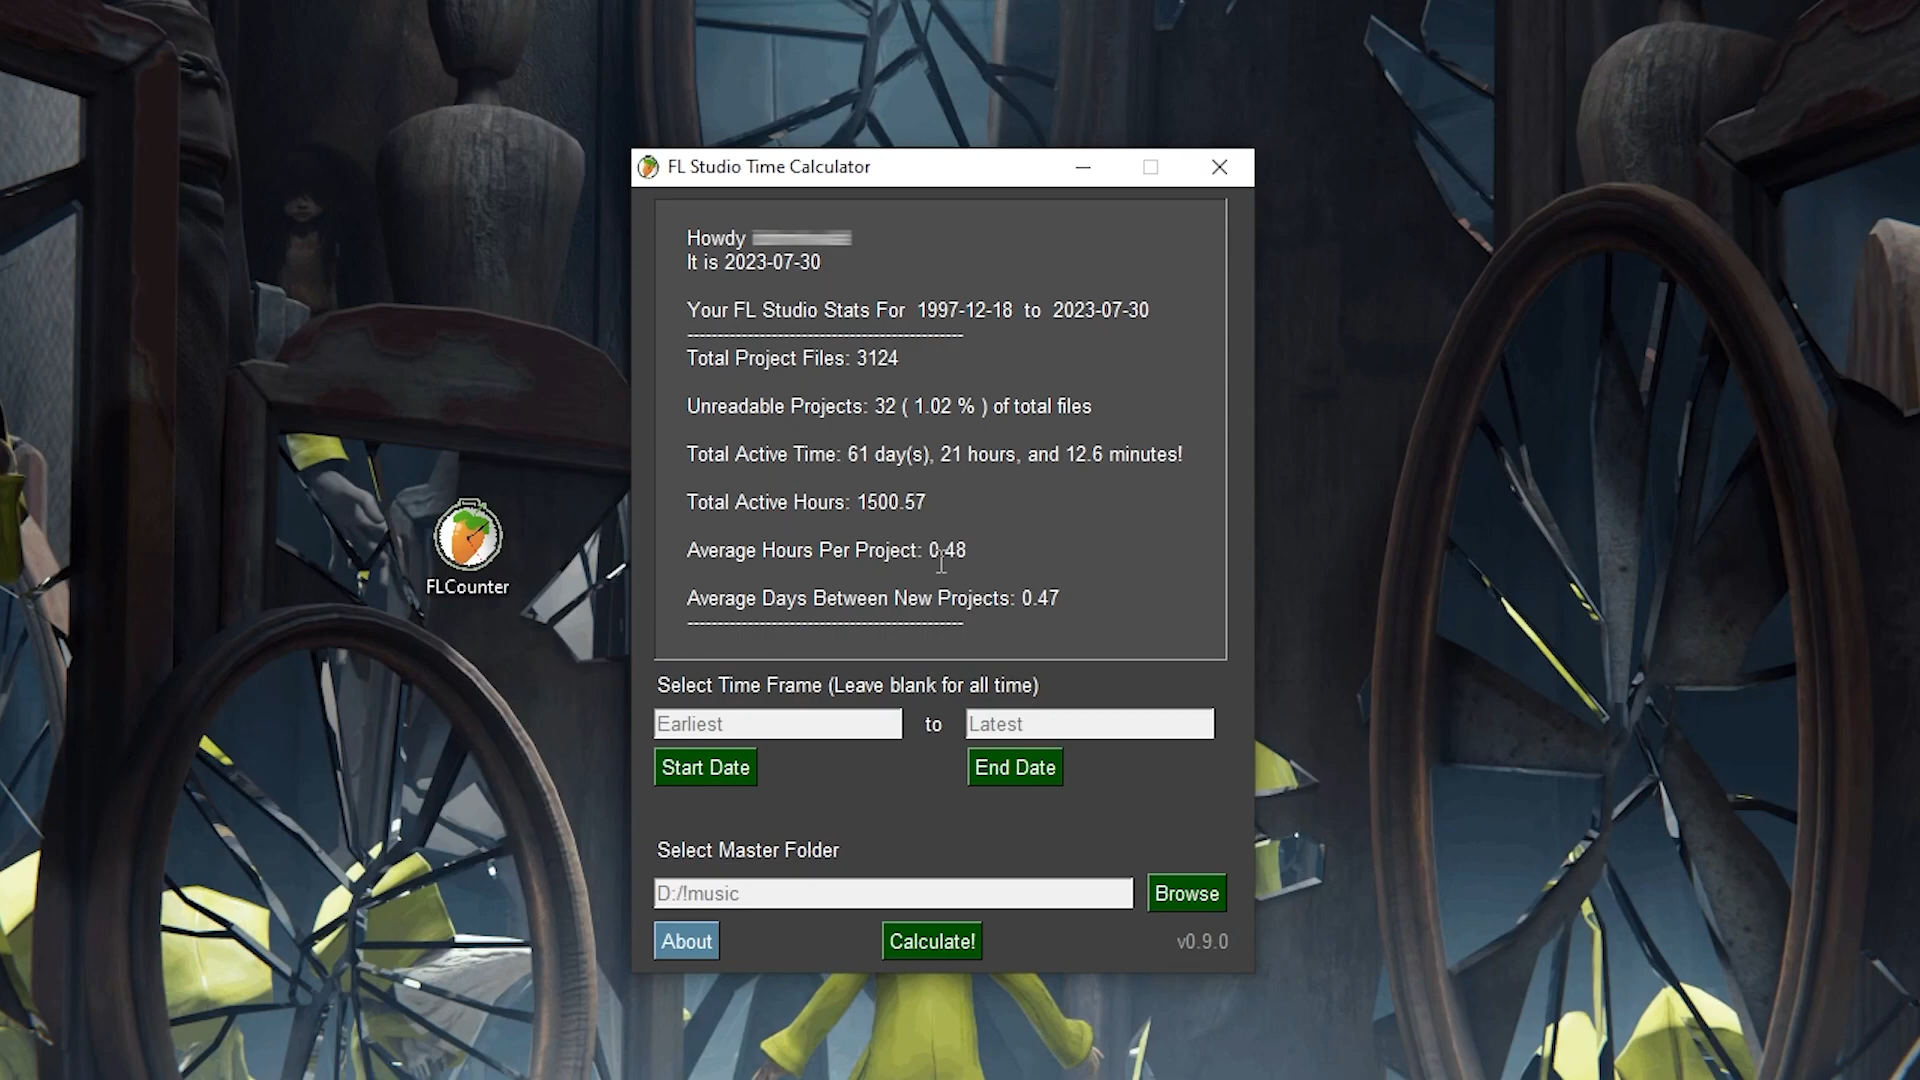 FL Studio Time Calculator
Howdy
It is 2023-07-30
Your FL Studio Stats For 1997-12-18 to 2023-07-30
----------------------------------------------
Total Project Files: 3124
Unreadable Projects: 32 ( 1.02 % ) of total files
Total Active Time: 61 day(s), 21 hours, and 12.6 minutes!
Total Active Hours: 1500.57
Average Hours Per Project: 0.48
Average Days Between New Projects: 0.47
----------------------------------------------
FLCounter
Select Time Frame (Leave blank for all time)
Earliest to Latest
Start Date End Date
Select Master Folder
D:/!music Browse
About Calculate! v0.9.0